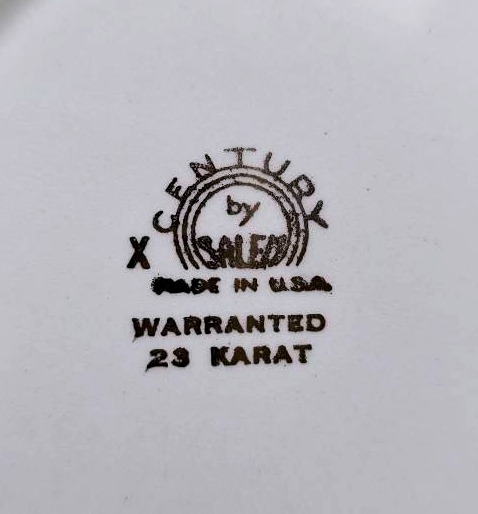 CENTURY
by
SALEM
X
MADE IN U.S.A.
WARRANTED
23 KARAT